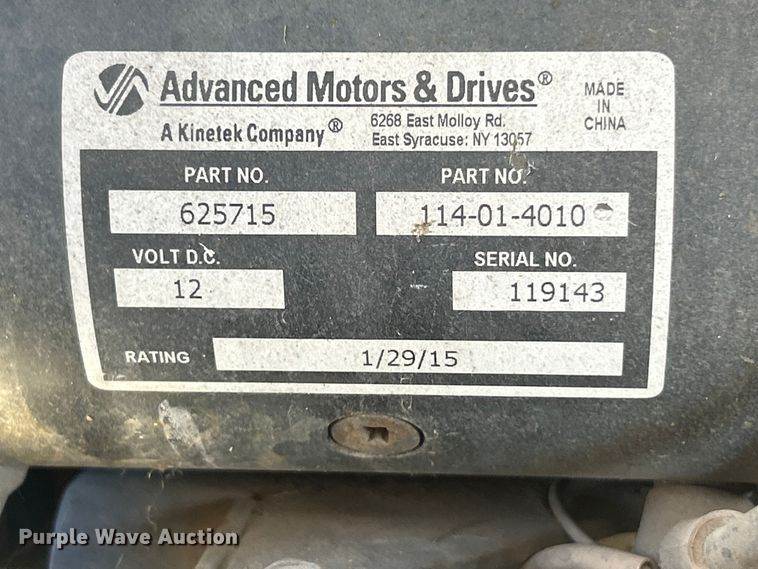 Advanced Motors & Drives®
A Kinetek Company®
6268 East Molloy Rd.
East Syracuse: NY 13057
MADE
IN
CHINA
PART NO.
625715
PART NO.
114-01-4010
VOLT D.C.
12
SERIAL NO.
119143
RATING
1/29/15
Purple Wave Auction